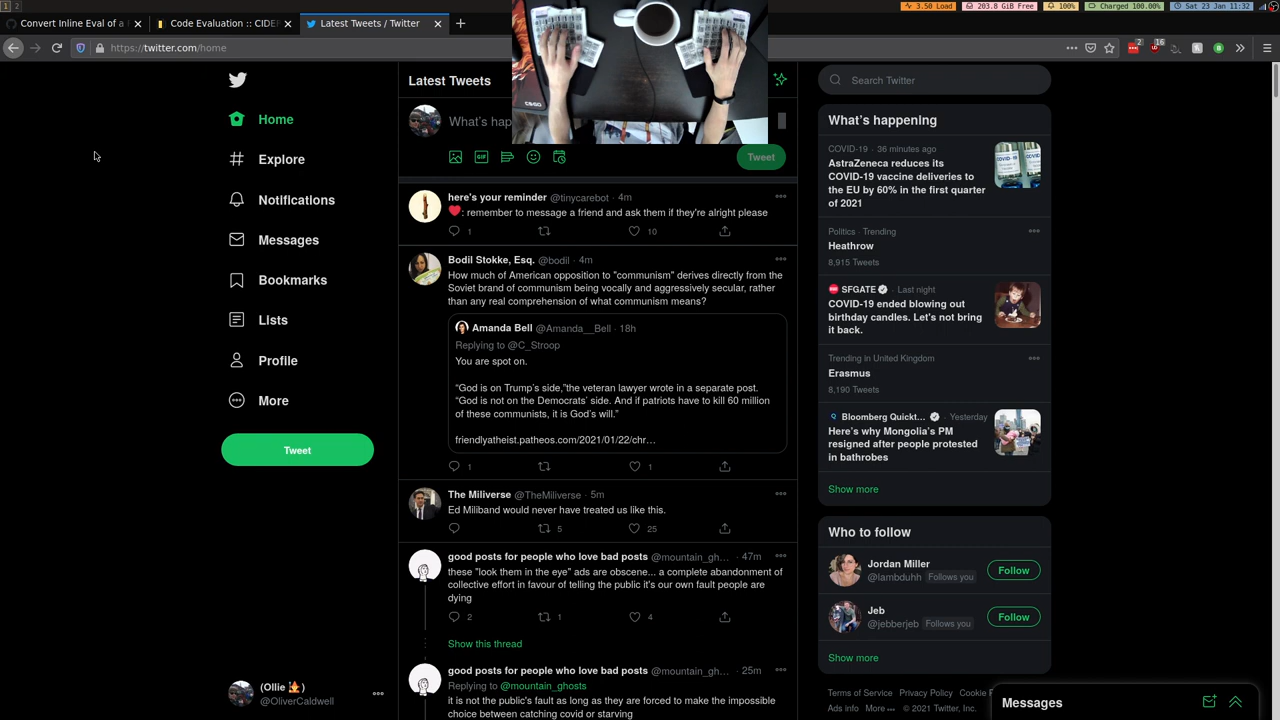 1 2
3.50 Load 203.8 GiB Free 100% Charged 100.00% Sat 23 Jan 11:32
Convert Inline Eval of a
Code Evaluation :: CIDER
Latest Tweets / Twitter
https://twitter.com/home
2 16
Home
Explore
Notifications
Messages
Bookmarks
Lists
Profile
More
Tweet
(Ollie )
@OliverCaldwell
Latest Tweets
What's hap
GIF
Tweet
here's your reminder @tinycarebot · 4m
: remember to message a friend and ask them if they're alright please
1 10
Bodil Stokke, Esq. @bodil · 4m
How much of American opposition to "communism" derives directly from the
Soviet brand of communism being vocally and aggressively secular, rather
than any real comprehension of what communism means?
Amanda Bell @Amanda__Bell · 18h
Replying to @C_Stroop
You are spot on.
“God is on Trump’s side,”the veteran lawyer wrote in a separate post.
“God is not on the Democrats’ side. And if patriots have to kill 60 million
of these communists, it is God’s will.”
friendlyatheist.patheos.com/2021/01/22/chr…
1 1
The Miliverse @TheMiliverse · 5m
Ed Miliband would never have treated us like this.
5 25
good posts for people who love bad posts @mountain_gh… · 47m
these "look them in the eye" ads are obscene... a complete abandonment of
collective effort in favour of telling the public it's our own fault people are
dying
2 1 4
Show this thread
good posts for people who love bad posts @mountain_gh… · 25m
Replying to @mountain_ghosts
it is not the public's fault as long as they are forced to make the impossible
choice between catching covid or starving
Search Twitter
What’s happening
COVID-19 · 36 minutes ago
AstraZeneca reduces its
COVID-19 vaccine deliveries to
the EU by 60% in the first quarter
of 2021
Politics · Trending
Heathrow
8,915 Tweets
SFGATE · Last night
COVID-19 ended blowing out
birthday candles. Let's not bring
it back.
Trending in United Kingdom
Erasmus
8,190 Tweets
Bloomberg Quickt… · Yesterday
Here’s why Mongolia’s PM
resigned after people protested
in bathrobes
Show more
Who to follow
Jordan Miller
@lambduhh Follows you
Follow
Jeb
@jebberjeb Follows you
Follow
Show more
Terms of Service Privacy Policy Cookie
Ads info More © 2021 Twitter, Inc.
Messages